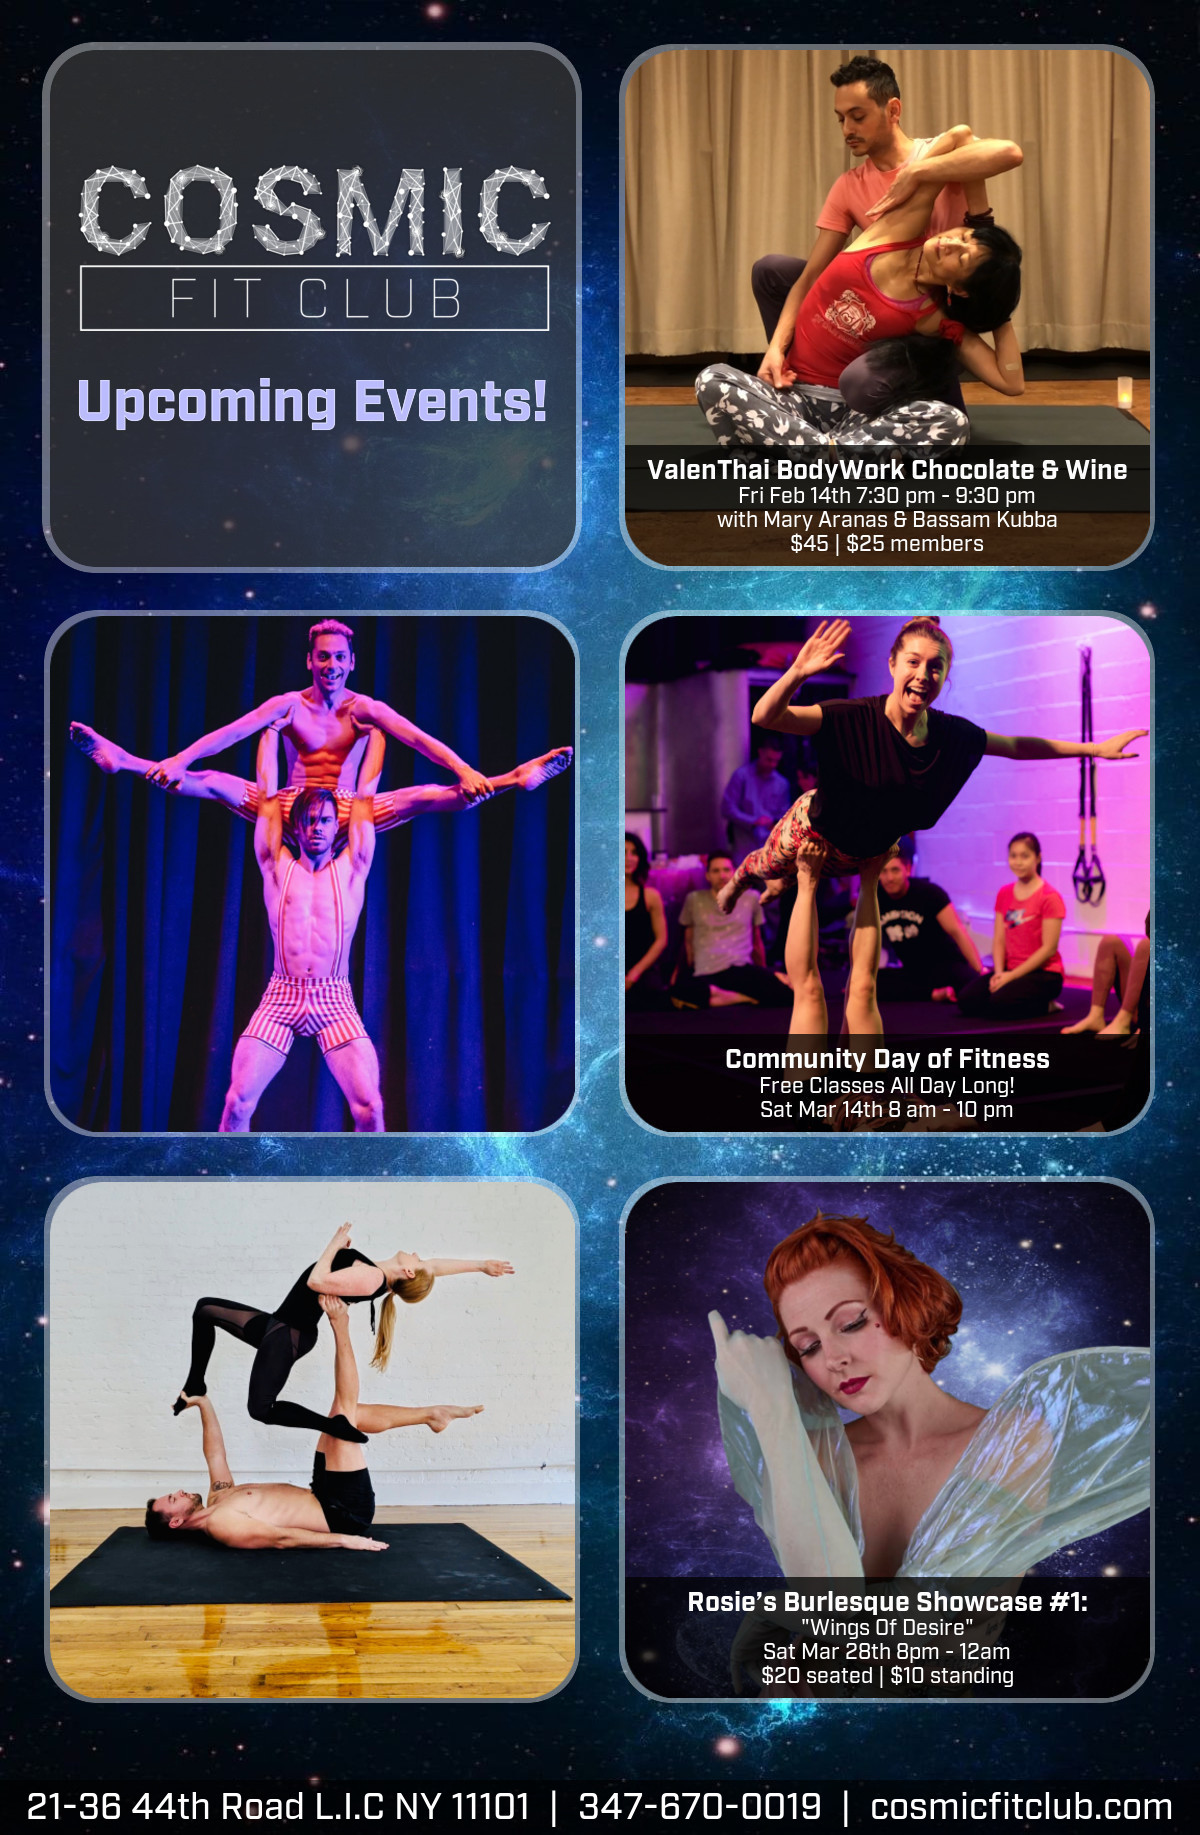 COSMIC
FIT CLUB
Upcoming Events!
ValenThai BodyWork Chocolate & Wine
Fri Feb 14th 7:30 pm - 9:30 pm
with Mary Aranas & Bassam Kubba
$45 | $25 members
Community Day of Fitness
Free Classes All Day Long!
Sat Mar 14th 8 am - 10 pm
Rosie's Burlesque Showcase #1:
"Wings Of Desire"
Sat Mar 28th 8pm - 12am
$20 seated | $10 standing
21-36 44th Road L.I.C NY 11101 | 347-670-0019 | cosmicfitclub.com